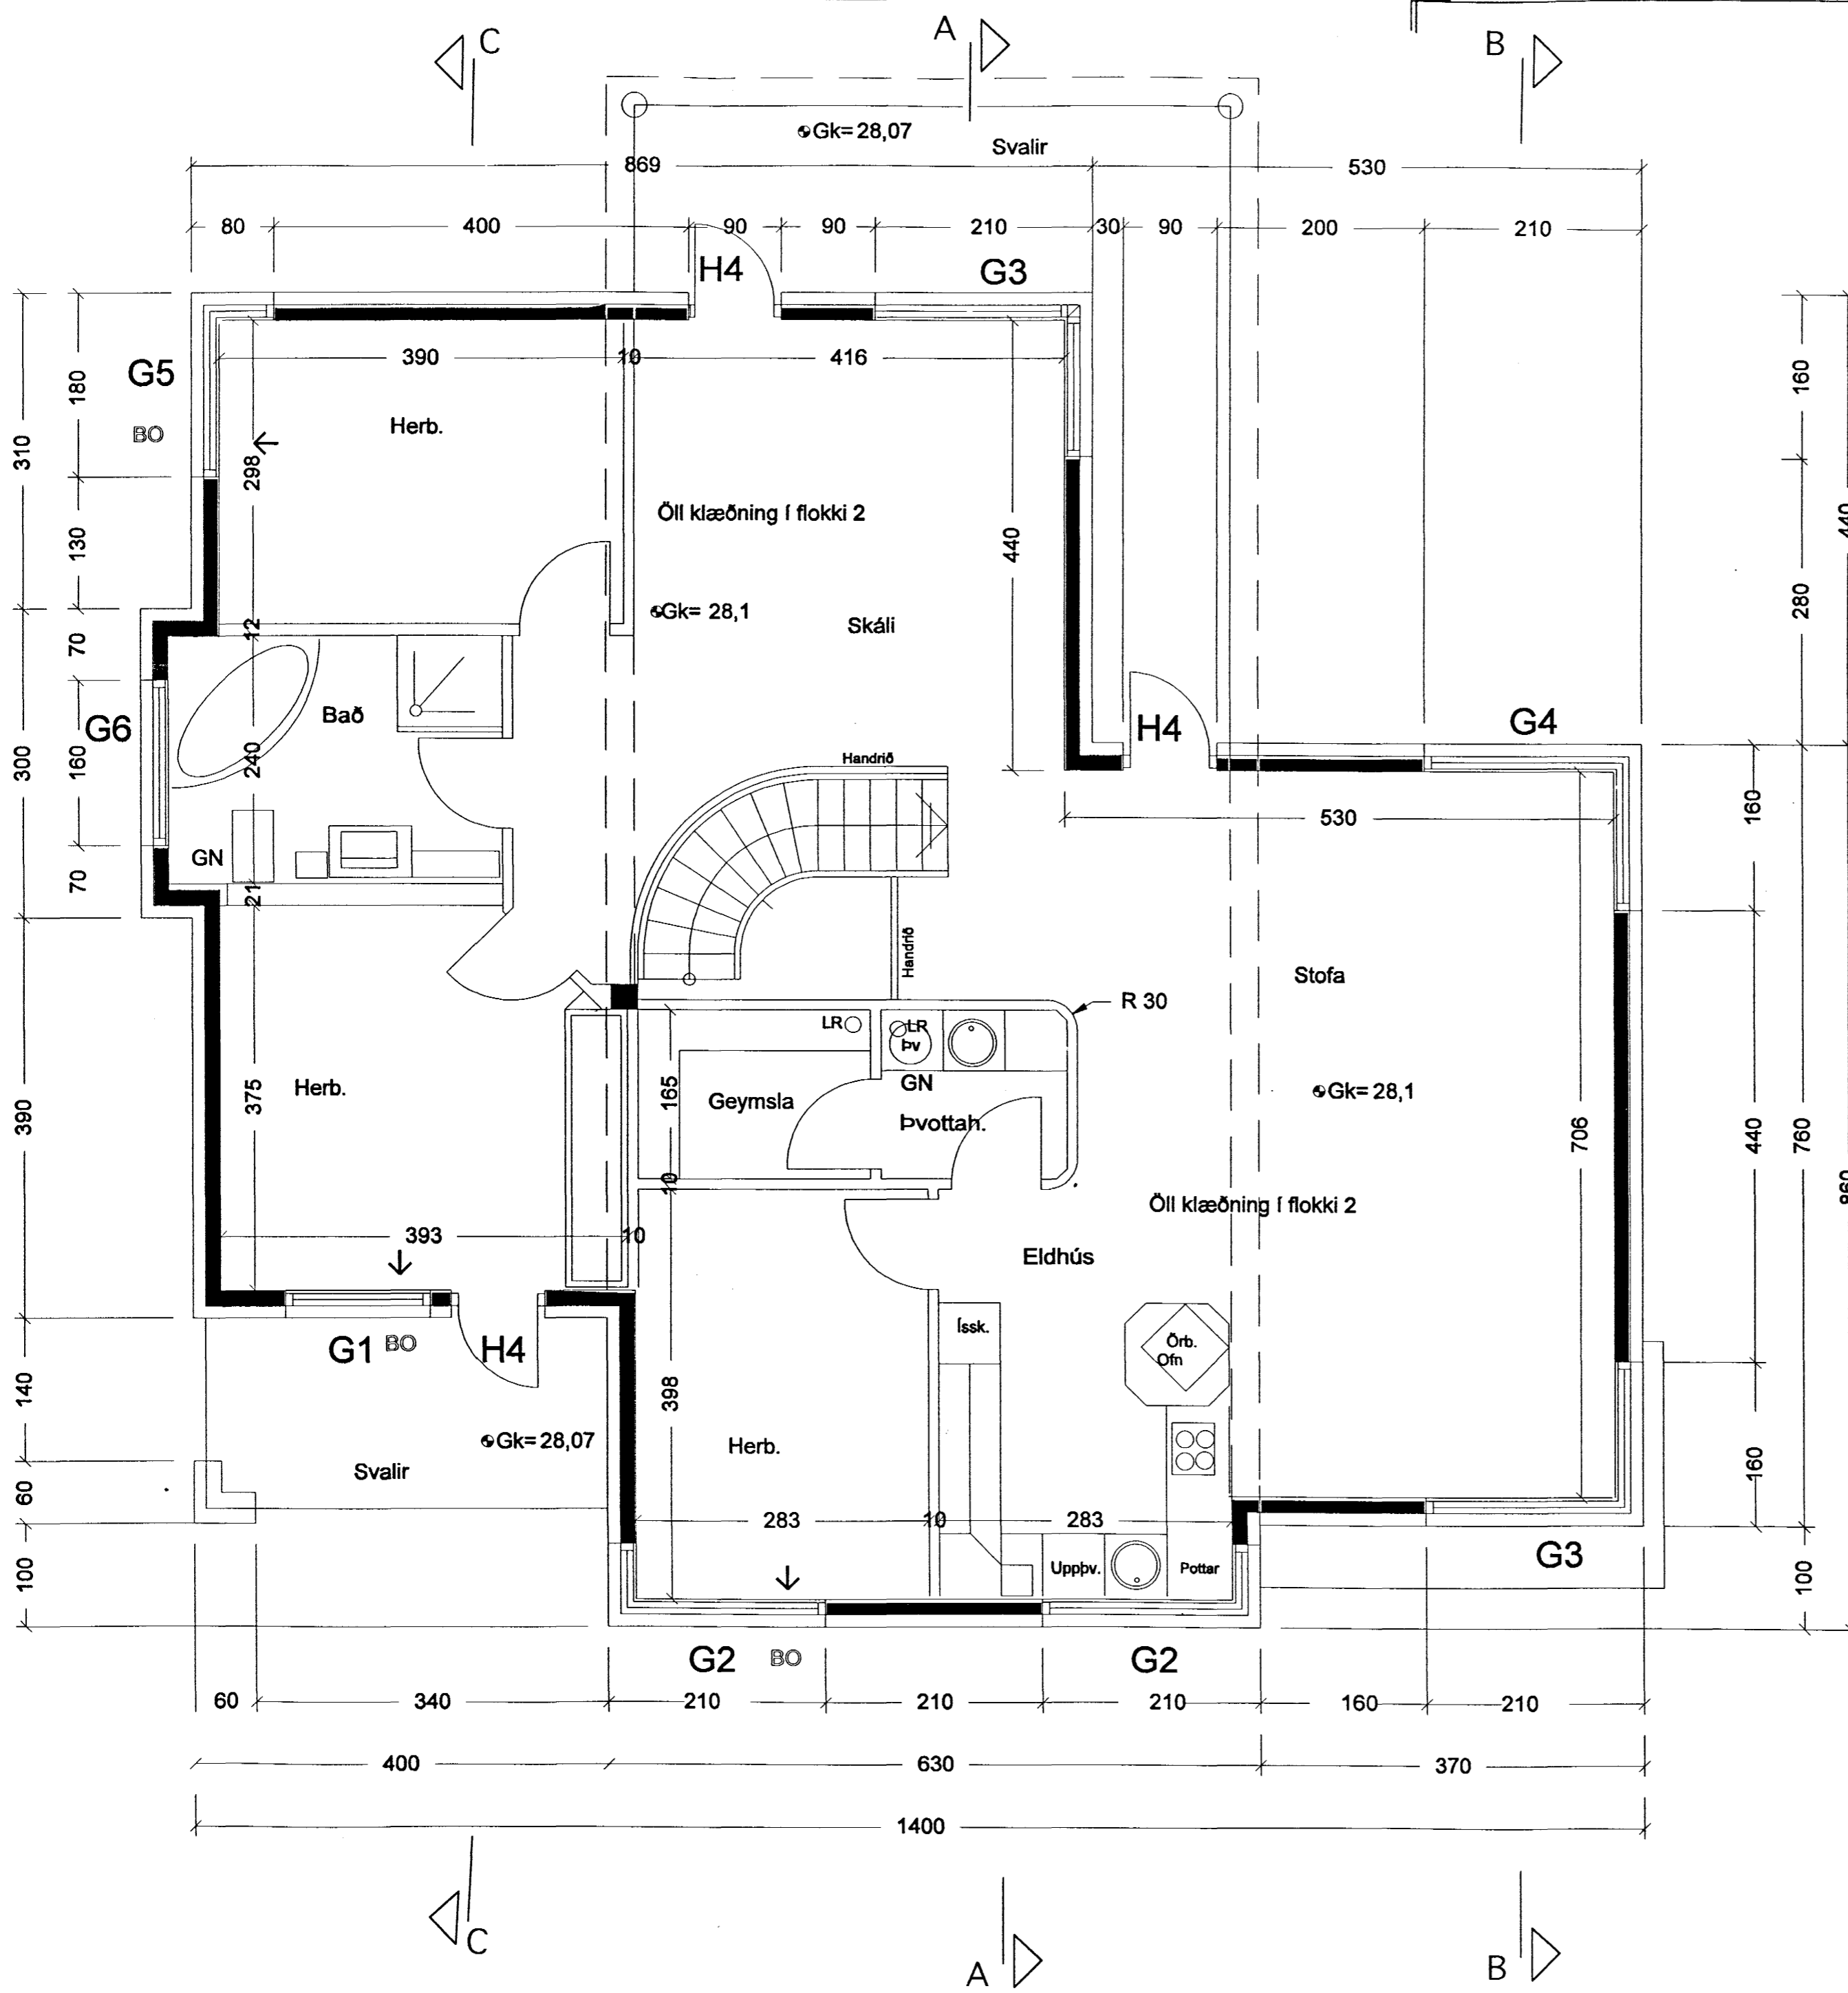 C
A
B
Gk= 28,07
Svalir
869
530
80
400
90
90
210
30
90
200
210
H4
G3
G5
BO
180
310
130
390
10
416
160
Herb.
298
Öll klæðning í flokki 2
440
440
280
Gk= 28,1
Skáli
12
70
Bað
G6
160
300
240
H4
G4
Handrið
530
160
GN
70
21
Handrið
Stofa
R 30
LR
LR
Þv
GN
Gk= 28,1
Herb.
375
165
Geymsla
Þvottah.
390
706
440
760
860
10
Öll klæðning í flokki 2
393
10
Eldhús
Íssk.
Örb.
Ofn
G1
BO
H4
140
398
Gk= 28,07
Herb.
Svalir
160
60
283
10
283
G3
Uppþv.
Pottar
100
100
G2
BO
G2
60
340
210
210
210
160
210
400
630
370
1400
C
A
B